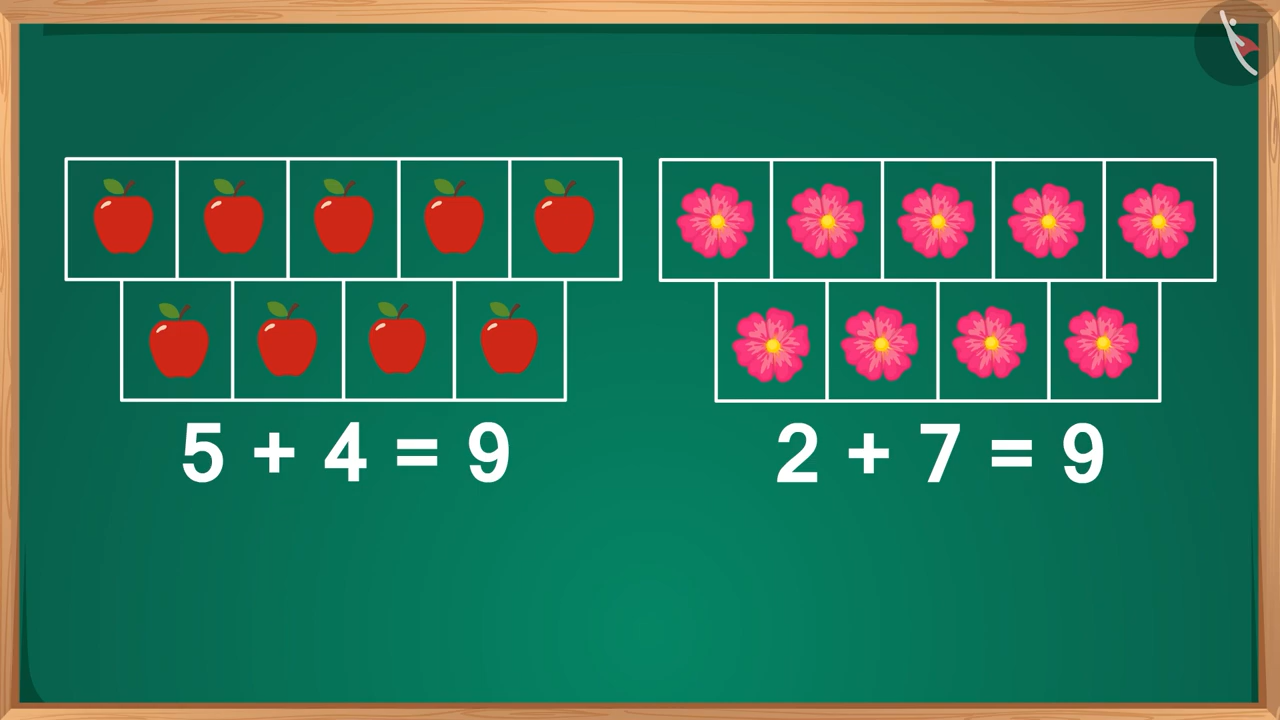 5 + 4 = 9
2 + 7 = 9